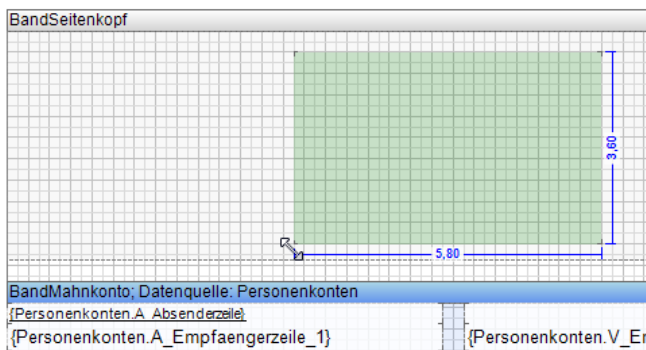 BandSeitenkopf
3,60
5,80
BandMahnkonto; Datenquelle: Personenkonten
{Personenkonten.A_Absenderzeile}
{Personenkonten.A_Empfaengerzeile_1} {Personenkonten.V_Er